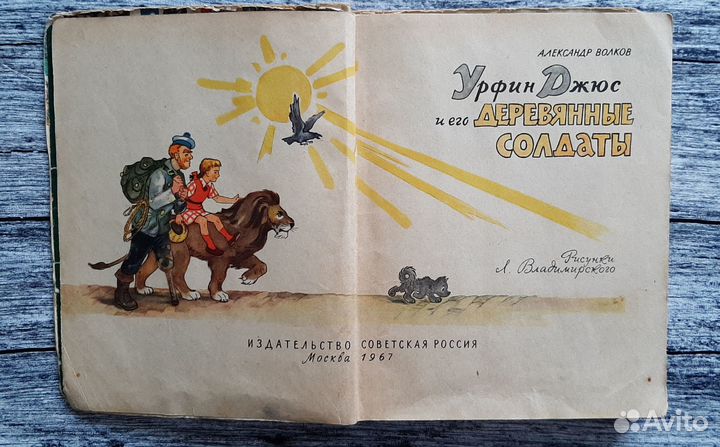 АЛЕКСАНДР ВОЛКОВ
Урфин Джюс
и его ДЕРЕВЯННЫЕ
СОЛДАТЫ
Рисунки
Л. Владимирского
ИЗДАТЕЛЬСТВО СОВЕТСКАЯ РОССИЯ
Москва 1967
Avito